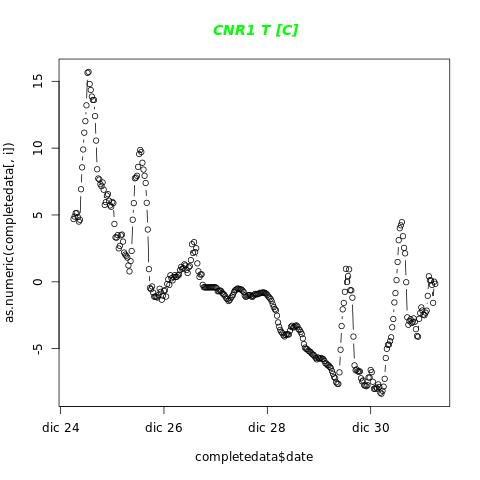 CNR1 T [C]
as.numeric(completedata[, i])
15
10
5
0
-5
dic 24
dic 26
dic 28
dic 30
completedata$date